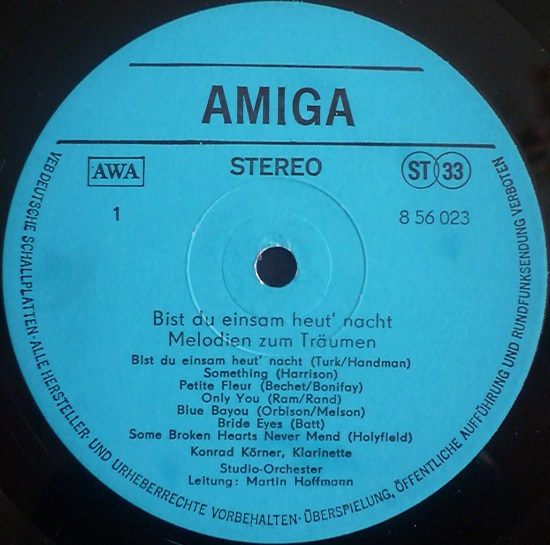 AMIGA
AWA
STEREO
ST 33
1
8 56 023
Bist du einsam heut' nacht
Melodien zum Träumen
Bist du einsam heut' nacht (Turk/Handman)
Something (Harrison)
Petite Fleur (Bechet/Bonifay)
Only You (Ram/Rand)
Blue Bayou (Orbison/Melson)
Bride Eyes (Batt)
Some Broken Hearts Never Mend (Holyfield)
Konrad Körner, Klarinette
Studio-Orchester
Leitung: Martin Hoffmann
VEB DEUTSCHE SCHALLPLATTEN · ALLE HERSTELLER- UND URHEBERRECHTE VORBEHALTEN · ÜBERSPIELUNG, ÖFFENTLICHE AUFFÜHRUNG UND RUNDFUNKSENDUNG VERBOTEN